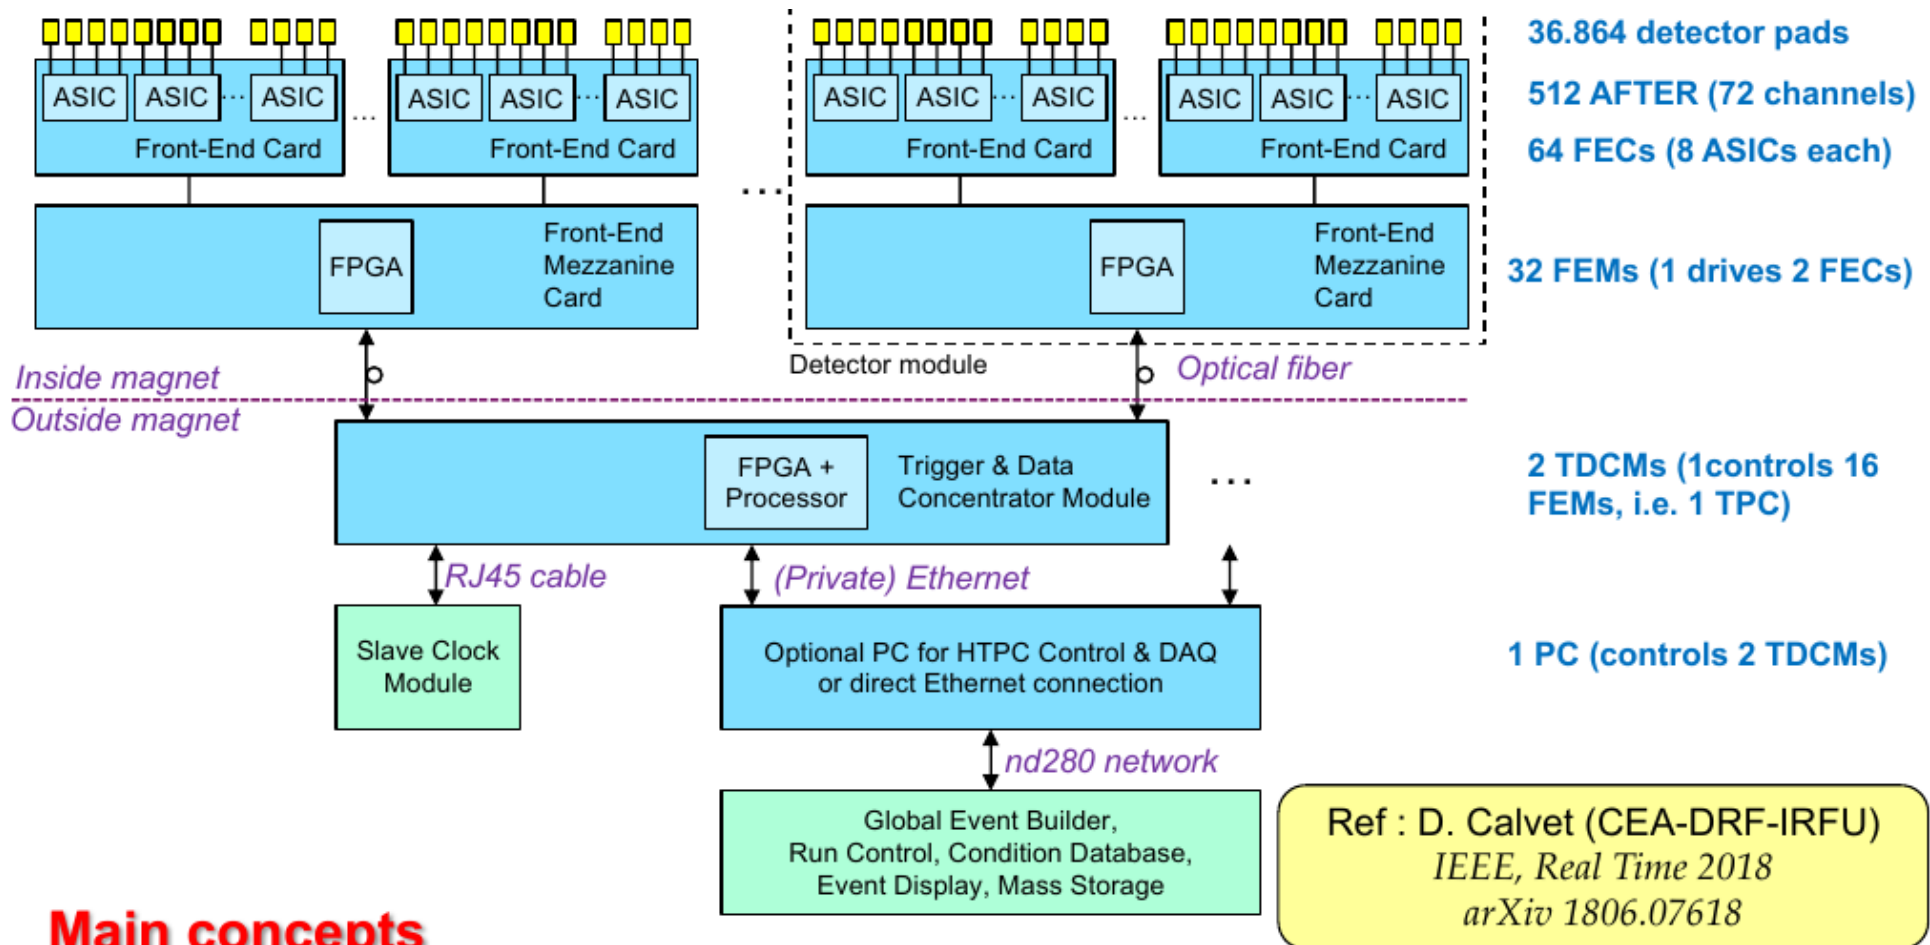 36.864 detector pads
ASIC ASIC ... ASIC ... ASIC ASIC ... ASIC ASIC ASIC ... ASIC ... ASIC ASIC ... ASIC
512 AFTER (72 channels)
Front-End Card Front-End Card Front-End Card Front-End Card
64 FECs (8 ASICs each)
...
FPGA
Front-End
Mezzanine
Card
FPGA
Front-End
Mezzanine
Card
32 FEMs (1 drives 2 FECs)
Detector module
Optical fiber
Inside magnet
Outside magnet
FPGA +
Processor
Trigger & Data
Concentrator Module
...
2 TDCMs (1controls 16
FEMs, i.e. 1 TPC)
RJ45 cable
(Private) Ethernet
Slave Clock
Module
Optional PC for HTPC Control & DAQ
or direct Ethernet connection
1 PC (controls 2 TDCMs)
nd280 network
Global Event Builder,
Run Control, Condition Database,
Event Display, Mass Storage
Ref : D. Calvet (CEA-DRF-IRFU)
IEEE, Real Time 2018
arXiv 1806.07618
Main concepts